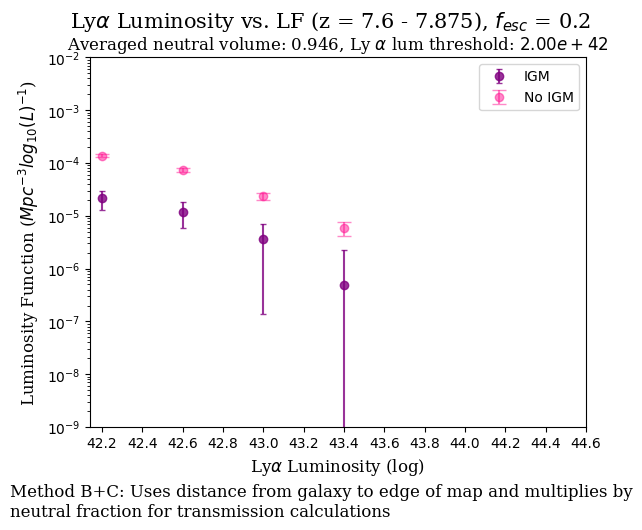 Lyα Luminosity vs. LF (z = 7.6 - 7.875), f_esc = 0.2
Averaged neutral volume: 0.946, Ly α lum threshold: 2.00e + 42
IGM
No IGM
10⁻²
10⁻³
10⁻⁴
10⁻⁵
10⁻⁶
10⁻⁷
10⁻⁸
10⁻⁹
Luminosity Function (Mpc⁻³log₁₀(L)⁻¹)
42.2 42.4 42.6 42.8 43.0 43.2 43.4 43.6 43.8 44.0 44.2 44.4 44.6
Lyα Luminosity (log)
Method B+C: Uses distance from galaxy to edge of map and multiplies by
neutral fraction for transmission calculations